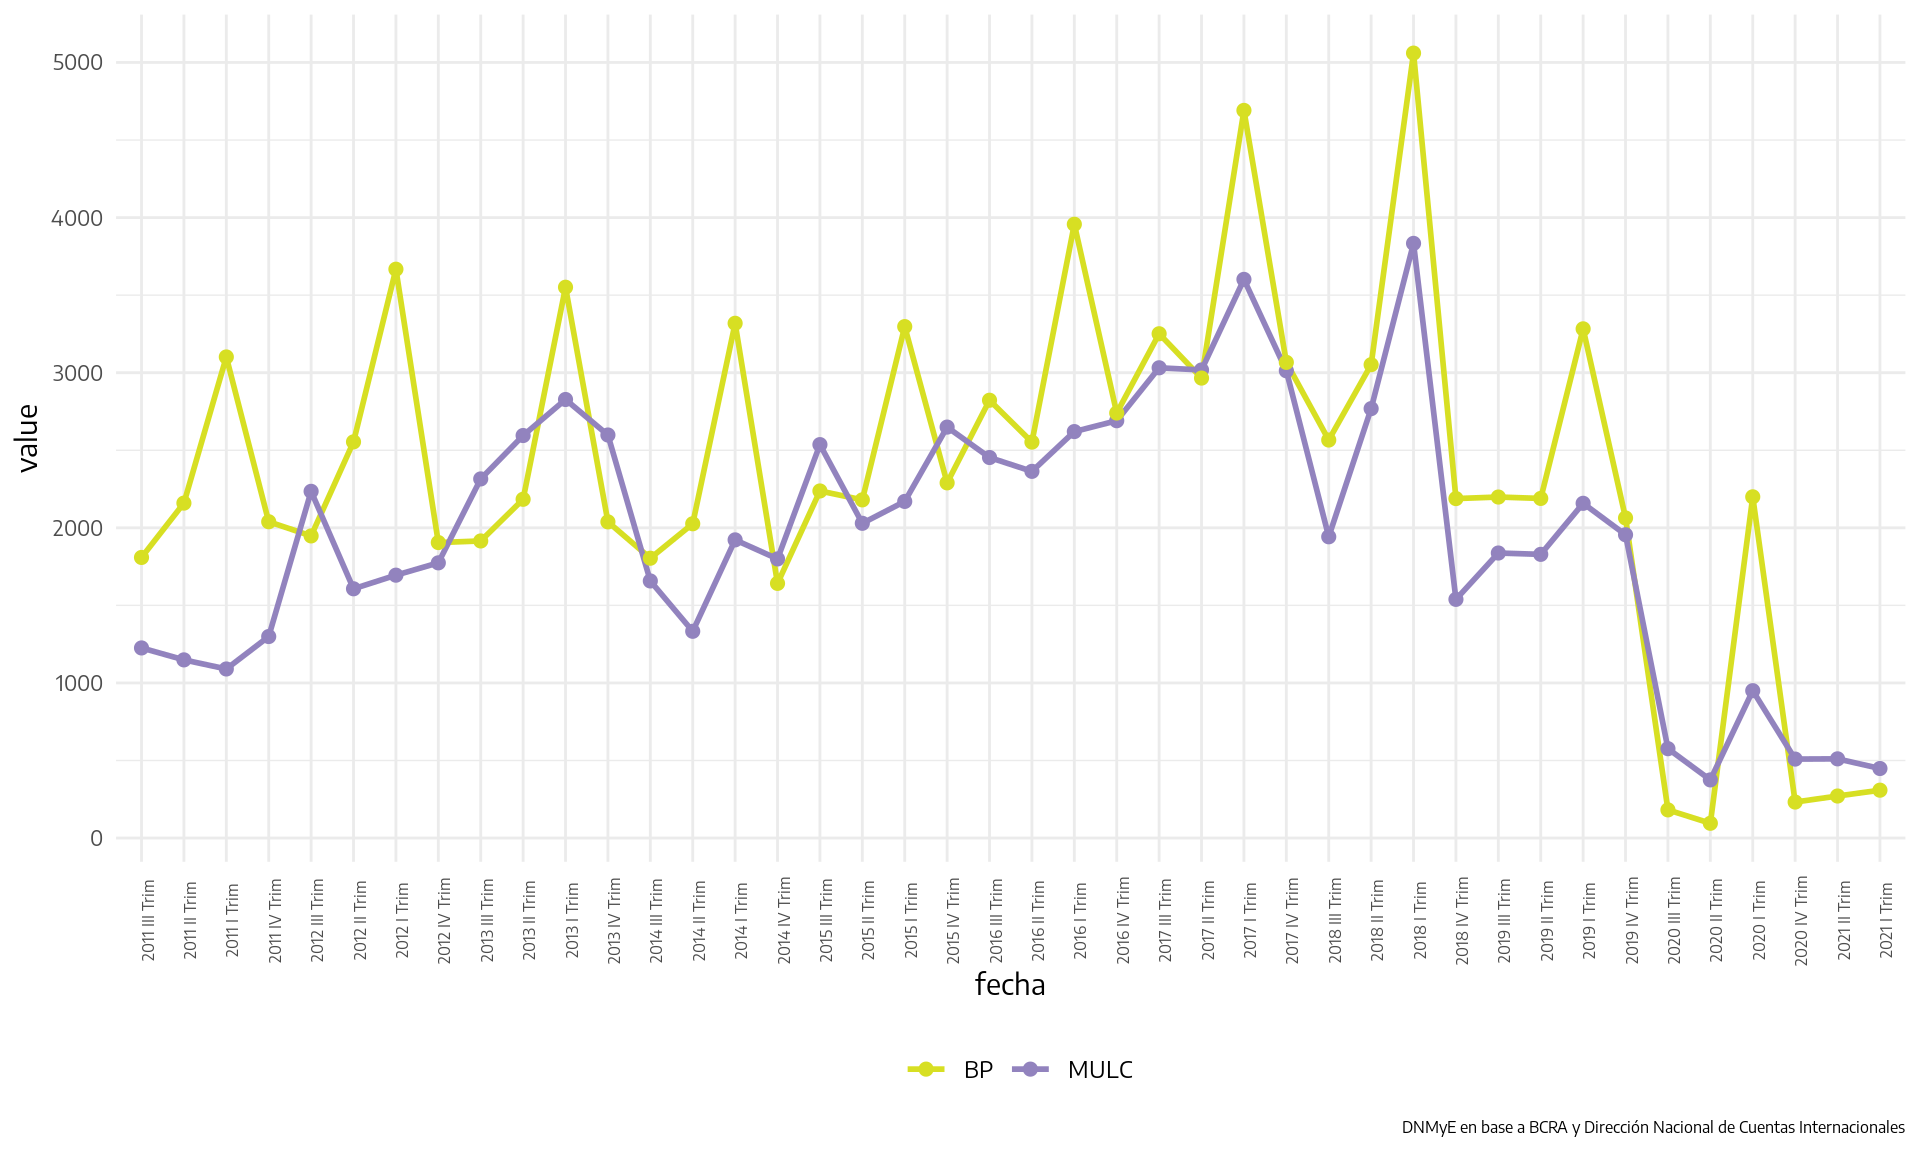 5000
4000
3000
2000
1000
0
value
2011 III Trim
2011 II Trim
2011 I Trim
2011 IV Trim
2012 III Trim
2012 II Trim
2012 I Trim
2012 IV Trim
2013 III Trim
2013 II Trim
2013 I Trim
2013 IV Trim
2014 III Trim
2014 II Trim
2014 I Trim
2014 IV Trim
2015 III Trim
2015 II Trim
2015 I Trim
2015 IV Trim
2016 III Trim
2016 II Trim
2016 I Trim
2016 IV Trim
2017 III Trim
2017 II Trim
2017 I Trim
2017 IV Trim
2018 III Trim
2018 II Trim
2018 I Trim
2018 IV Trim
2019 III Trim
2019 II Trim
2019 I Trim
2019 IV Trim
2020 III Trim
2020 II Trim
2020 I Trim
2020 IV Trim
2021 II Trim
2021 I Trim
fecha
BP MULC
DNMyE en base a BCRA y Dirección Nacional de Cuentas Internacionales